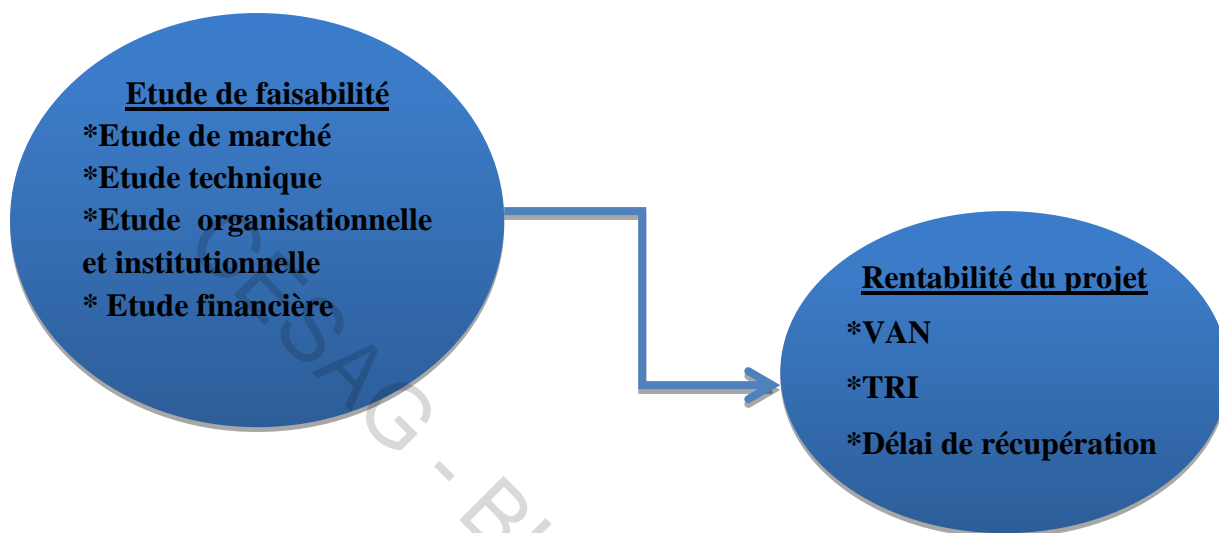 Etude de faisabilité
*Etude de marché
*Etude technique
*Etude organisationnelle
et institutionnelle
* Etude financière
Rentabilité du projet
*VAN
*TRI
*Délai de récupération
CESAG - B